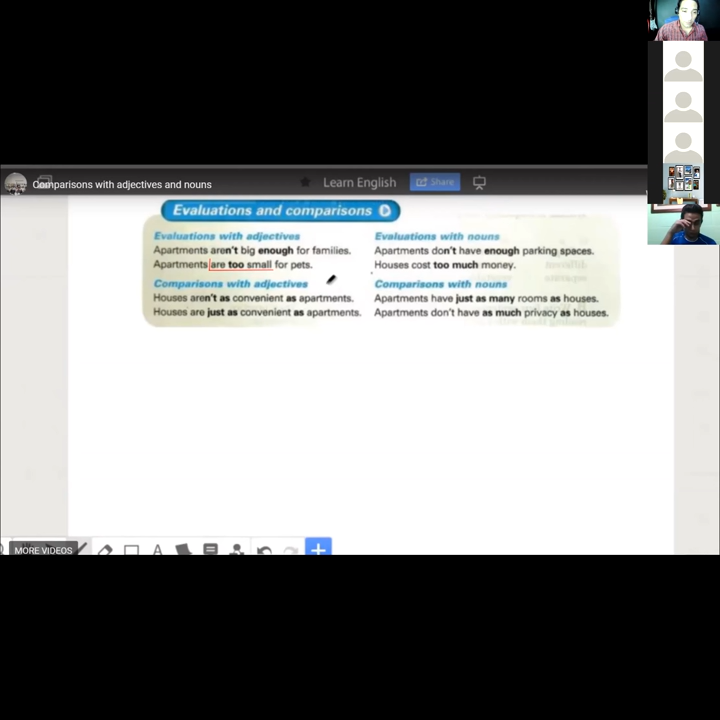 Comparisons with adjectives and nouns
Learn English
Share
Evaluations and comparisons
Evaluations with adjectives
Apartments aren't big enough for families.
Apartments are too small for pets.
Comparisons with adjectives
Houses aren't as convenient as apartments.
Houses are just as convenient as apartments.
Evaluations with nouns
Apartments don't have enough parking spaces.
Houses cost too much money.
Comparisons with nouns
Apartments have just as many rooms as houses.
Apartments don't have as much privacy as houses.
MORE VIDEOS
A